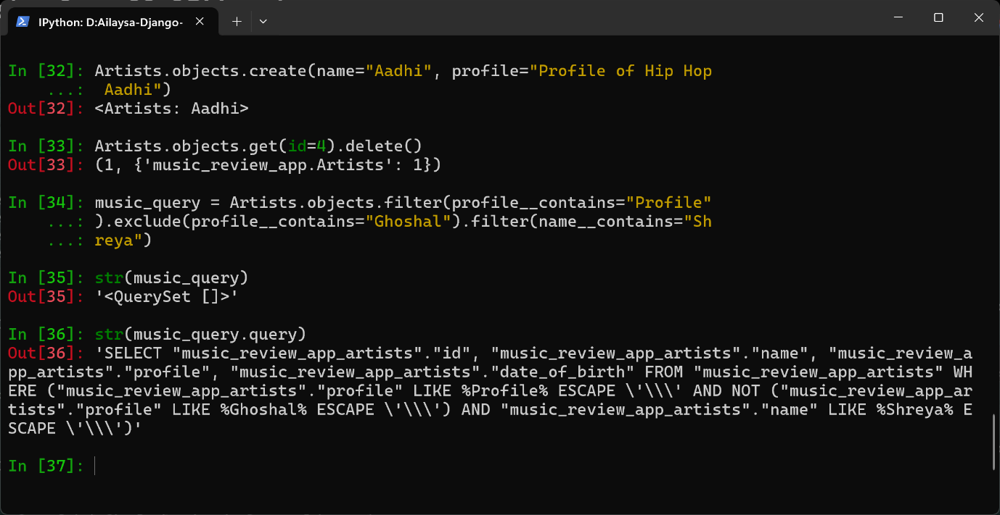 IPython: D:Ailaysa-Django-
In [32]: Artists.objects.create(name="Aadhi", profile="Profile of Hip Hop
...: Aadhi")
Out[32]: <Artists: Aadhi>
In [33]: Artists.objects.get(id=4).delete()
Out[33]: (1, {'music_review_app.Artists': 1})
In [34]: music_query = Artists.objects.filter(profile__contains="Profile"
...: ).exclude(profile__contains="Ghoshal").filter(name__contains="Sh
...: reya")
In [35]: str(music_query)
Out[35]: '<QuerySet []>'
In [36]: str(music_query.query)
Out[36]: 'SELECT "music_review_app_artists"."id", "music_review_app_artists"."name", "music_review_a
pp_artists"."profile", "music_review_app_artists"."date_of_birth" FROM "music_review_app_artists" WH
ERE ("music_review_app_artists"."profile" LIKE %Profile% ESCAPE \'\\\' AND NOT ("music_review_app_ar
tists"."profile" LIKE %Ghoshal% ESCAPE \'\\\') AND "music_review_app_artists"."name" LIKE %Shreya% E
SCAPE \'\\\')'
In [37]: